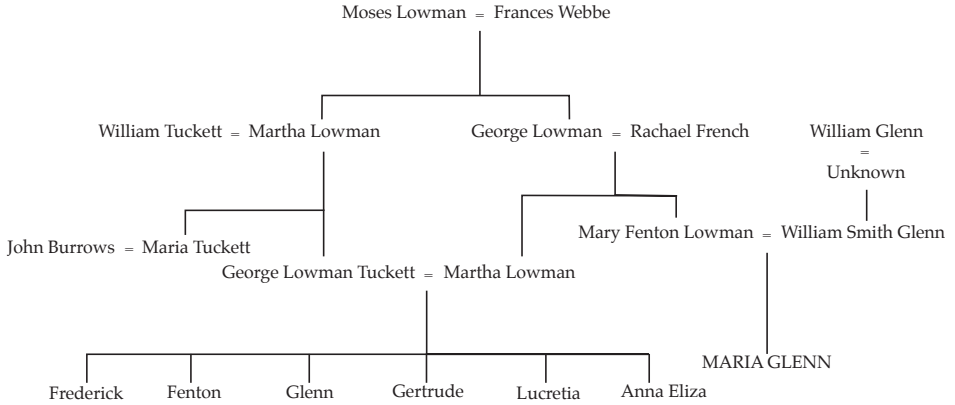 Moses Lowman = Frances Webbe
William Tuckett = Martha Lowman
George Lowman = Rachael French
William Glenn
=
Unknown
John Burrows = Maria Tuckett
Mary Fenton Lowman = William Smith Glenn
George Lowman Tuckett = Martha Lowman
MARIA GLENN
Frederick
Fenton
Glenn
Gertrude
Lucretia
Anna Eliza